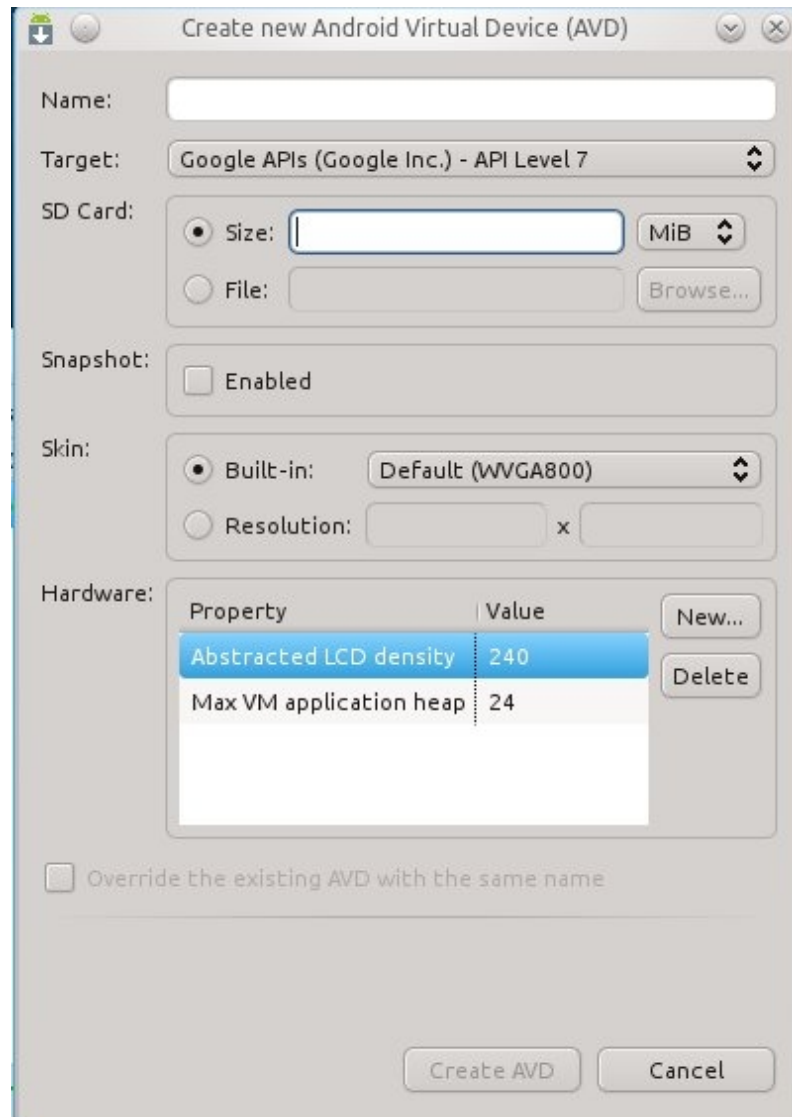 Create new Android Virtual Device (AVD)
Name:
Target: Google APIs (Google Inc.) - API Level 7
SD Card:
Size: MiB
File: Browse...
Snapshot:
Enabled
Skin:
Built-in: Default (WVGA800)
Resolution: x
Hardware:
Property Value New...
Abstracted LCD density 240
Delete
Max VM application heap 24
Override the existing AVD with the same name
Create AVD Cancel